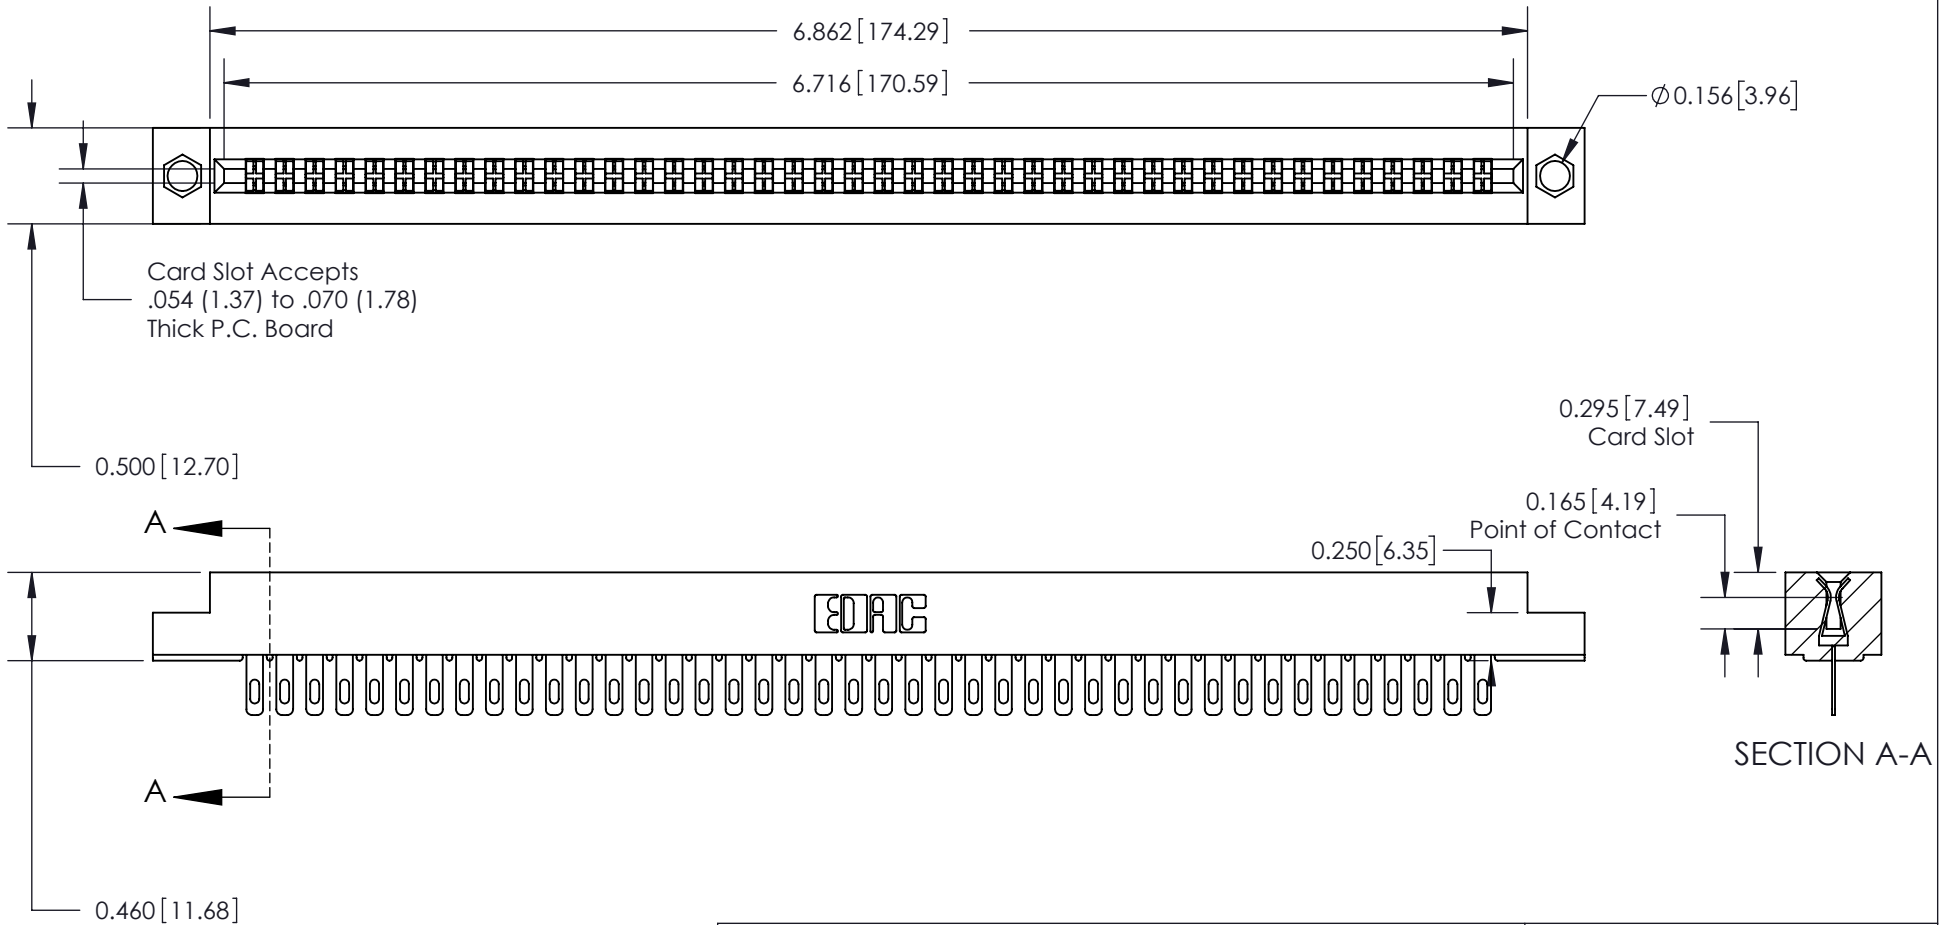 6.862[174.29]
6.716[170.59]
Ø0.156[3.96]
Card Slot Accepts
.054 (1.37) to .070 (1.78)
Thick P.C. Board
0.295[7.49]
Card Slot
0.500[12.70]
0.165[4.19]
Point of Contact
A
0.250[6.35]
EDAC
SECTION A-A
A
0.460[11.68]